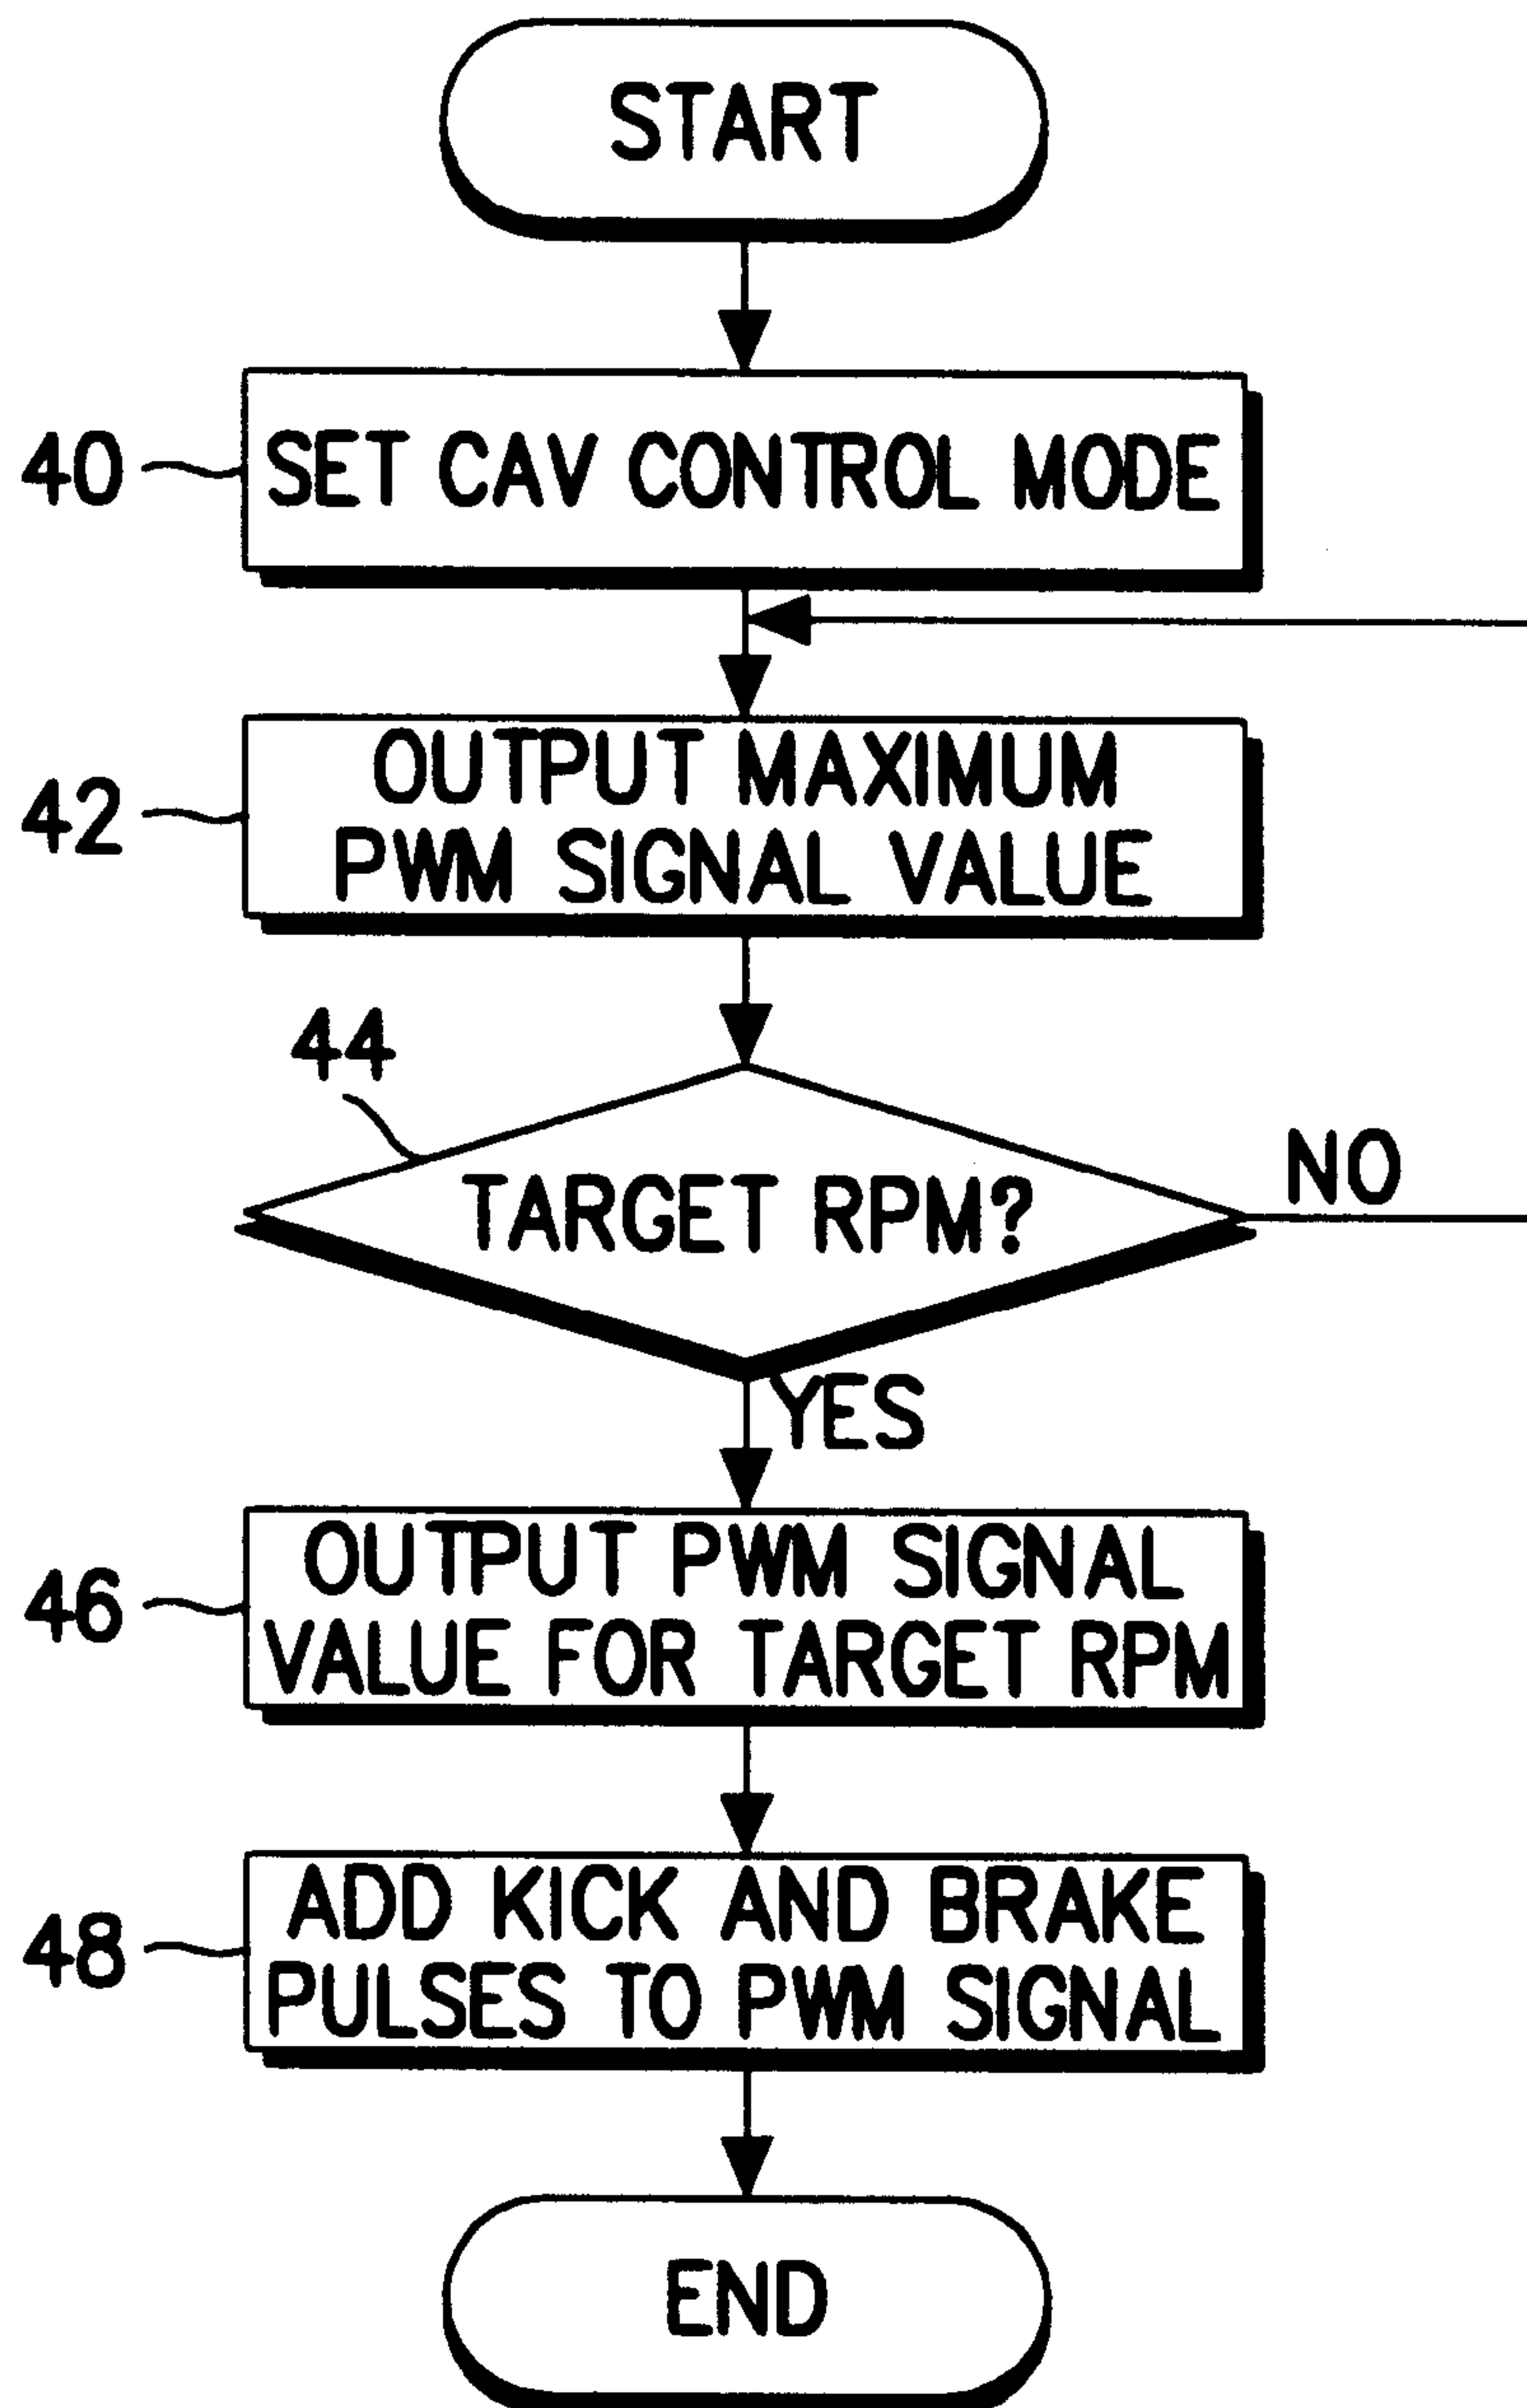 START
40
SET CAV CONTROL MODE
42
OUTPUT MAXIMUM
PWM SIGNAL VALUE
44
TARGET RPM?
NO
YES
46
OUTPUT PWM SIGNAL
VALUE FOR TARGET RPM
48
ADD KICK AND BRAKE
PULSES TO PWM SIGNAL
END